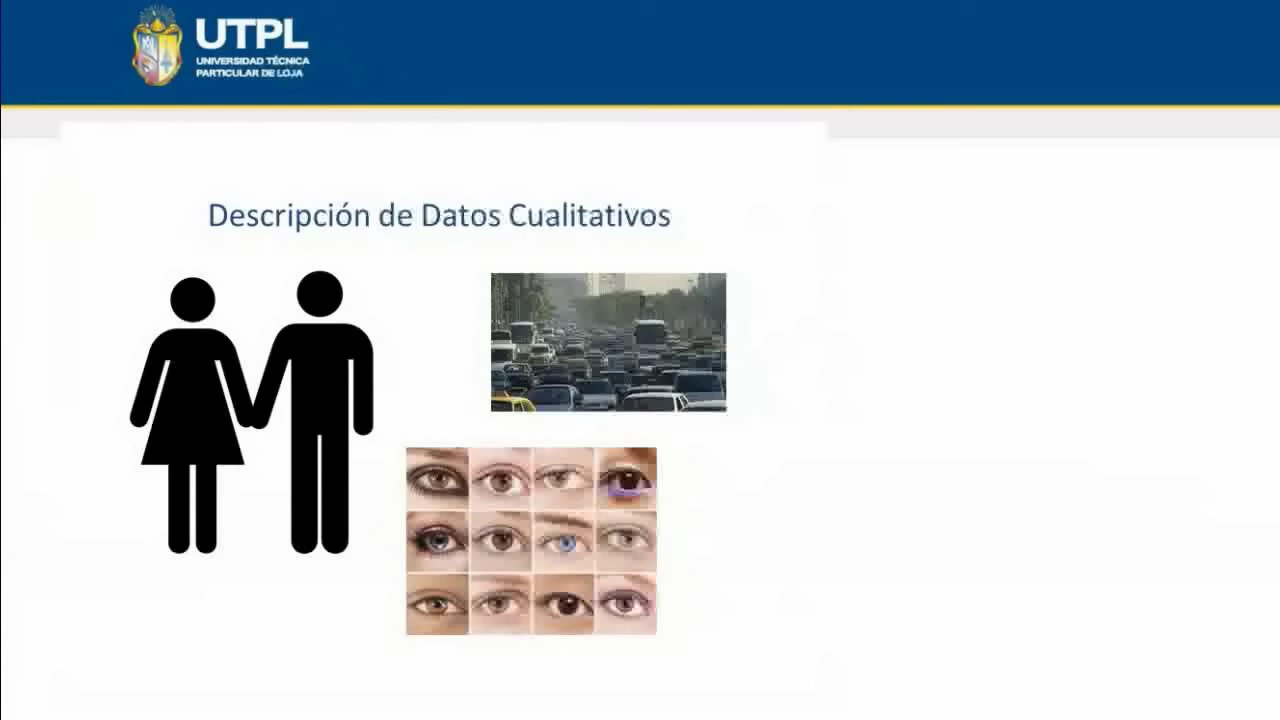 UTPL
UNIVERSIDAD TÉCNICA
PARTICULAR DE LOJA
Descripción de Datos Cualitativos